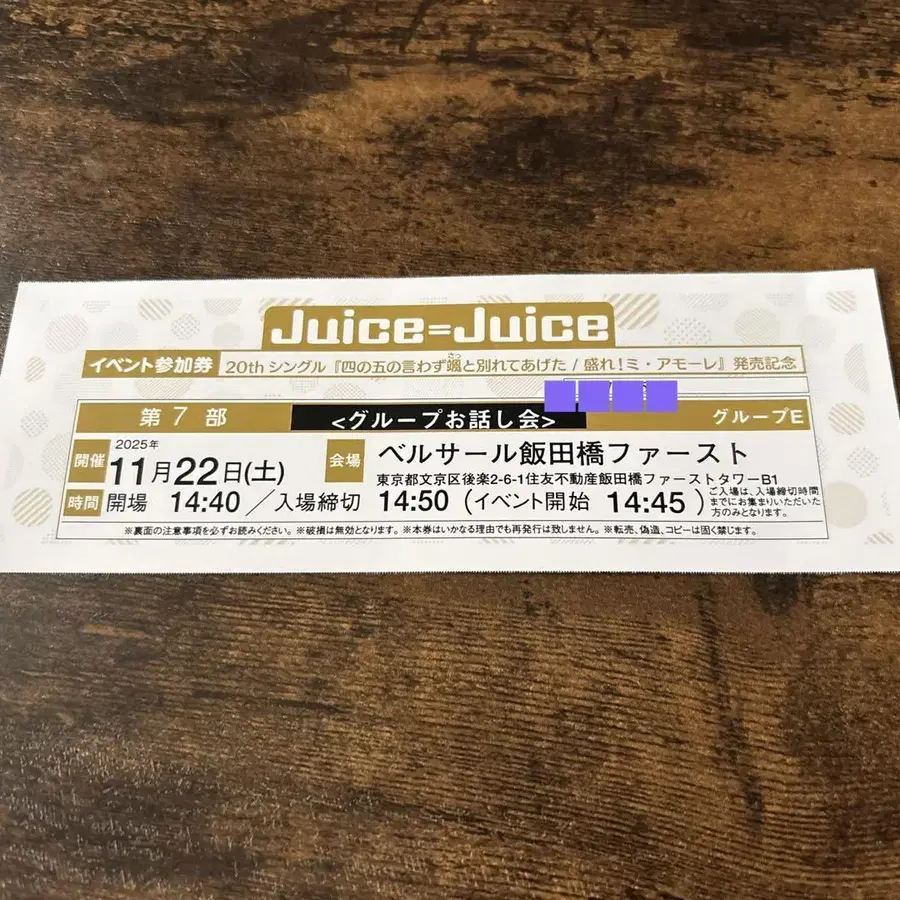 Juice=Juice
イベント参加券 20th シングル『四の五の言わず颯と別れてあげた / 盛れ!ミ・アモーレ』発売記念
さっ
第 7 部 <グループお話し会> グループE
開催 2025年 11月22日(土) 会場 ベルサール飯田橋ファースト
東京都文京区後楽2-6-1住友不動産飯田橋ファーストタワーB1
時間 開場 14:40 /入場締切 14:50 (イベント開始 14:45 )
ご入場は、入場締切時間
までにお集まりいただいた
方のみとなります。
※裏面の注意事項を必ずお読みください。※破損は無効となります。※本券はいかなる理由でも再発行は致しません。※転売、偽造、コピーは固く禁じます。